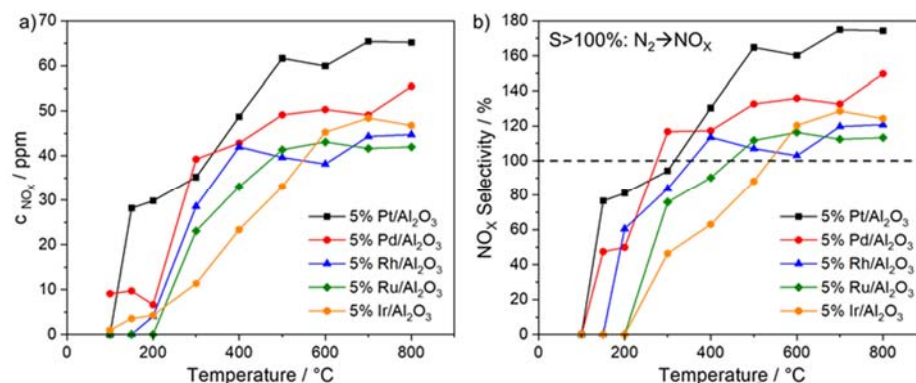 a)
c NOX / ppm
70
60
50
40
30
20
10
0
0 200 400 600 800
Temperature / °C
5% Pt/Al2O3
5% Pd/Al2O3
5% Rh/Al2O3
5% Ru/Al2O3
5% Ir/Al2O3
b)
S>100%: N2→NOX
NOX Selectivity / %
180
160
140
120
100
80
60
40
20
0
0 200 400 600 800
Temperature / °C
5% Pt/Al2O3
5% Pd/Al2O3
5% Rh/Al2O3
5% Ru/Al2O3
5% Ir/Al2O3